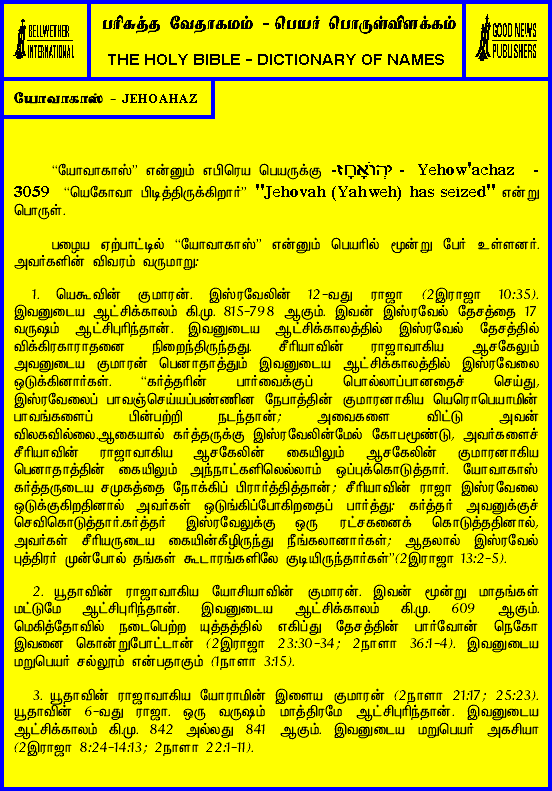 BELLWETHER
INTERNATIONAL
பரிசுத்த வேதாகமம் - பெயர் பொருள்விளக்கம்
THE HOLY BIBLE - DICTIONARY OF NAMES
GOOD NEWS
PUBLISHERS
யோவாகாஸ் - JEHOAHAZ
“யோவாகாஸ்” என்னும் எபிரெய பெயருக்கு -יְהוֹאָחָז - Yehow'achaz -
3059 “யெகோவா பிடித்திருக்கிறார்” "Jehovah (Yahweh) has seized" என்று
பொருள்.
பழைய ஏற்பாட்டில் “யோவாகாஸ்” என்னும் பெயரில் மூன்று பேர் உள்ளனர்.
அவர்களின் விவரம் வருமாறு:
1. யெகூவின் குமாரன். இஸ்ரவேலின் 12-வது ராஜா (2இராஜா 10:35).
இவனுடைய ஆட்சிக்காலம் கி.மு. 815-798 ஆகும். இவன் இஸ்ரவேல் தேசத்தை 17
வருஷம் ஆட்சிபுரிந்தான். இவனுடைய ஆட்சிக்காலத்தில் இஸ்ரவேல் தேசத்தில்
விக்கிரகாராதனை நிறைந்திருந்தது. சீரியாவின் ராஜாவாகிய ஆசகேலும்
அவனுடைய குமாரன் பெனாதாத்தும் இவனுடைய ஆட்சிக்காலத்தில் இஸ்ரவேலை
ஒடுக்கினார்கள். “கர்த்தரின் பார்வைக்குப் பொல்லாப்பானதைச் செய்து,
இஸ்ரவேலைப் பாவஞ்செய்யப்பண்ணின நேபாத்தின் குமாரனாகிய யெரொபெயாமின்
பாவங்களைப் பின்பற்றி நடந்தான்; அவைகளை விட்டு அவன்
விலகவில்லை.ஆகையால் கர்த்தருக்கு இஸ்ரவேலின்மேல் கோபமூண்டு, அவர்களைச்
சீரியாவின் ராஜாவாகிய ஆசகேலின் கையிலும் ஆசகேலின் குமாரனாகிய
பெனாதாத்தின் கையிலும் அந்நாட்களிலெல்லாம் ஒப்புக்கொடுத்தார். யோவாகாஸ்
கர்த்தருடைய சமுகத்தை நோக்கிப் பிரார்த்தித்தான்; சீரியாவின் ராஜா இஸ்ரவேலை
ஒடுக்குகிறதினால் அவர்கள் ஒடுங்கிப்போகிறதைப் பார்த்து: கர்த்தர் அவனுக்குச்
செவிகொடுத்தார்.கர்த்தர் இஸ்ரவேலுக்கு ஒரு ரட்சகனைக் கொடுத்ததினால்,
அவர்கள் சீரியருடைய கையின்கீழிருந்து நீங்கலானார்கள்; ஆதலால் இஸ்ரவேல்
புத்திரர் முன்போல் தங்கள் கூடாரங்களிலே குடியிருந்தார்கள்”(2இராஜா 13:2-5).
2. யூதாவின் ராஜாவாகிய யோசியாவின் குமாரன். இவன் மூன்று மாதங்கள்
மட்டுமே ஆட்சிபுரிந்தான். இவனுடைய ஆட்சிக்காலம் கி.மு. 609 ஆகும்.
மெகித்தோவில் நடைபெற்ற யுத்தத்தில் எகிப்து தேசத்தின் பார்வோன் நெகோ
இவனை கொன்றுபோட்டான் (2இராஜா 23:30-34; 2நாளா 36:1-4). இவனுடைய
மறுபெயர் சல்லூம் என்பதாகும் (1நாளா 3:15).
3. யூதாவின் ராஜாவாகிய யோராமின் இளைய குமாரன் (2நாளா 21:17; 25:23).
யூதாவின் 6-வது ராஜா. ஒரு வருஷம் மாத்திரமே ஆட்சிபுரிந்தான். இவனுடைய
ஆட்சிக்காலம் கி.மு. 842 அல்லது 841 ஆகும். இவனுடைய மறுபெயர் அகசியா
(2இராஜா 8:24-14:13; 2நாளா 22:1-11).